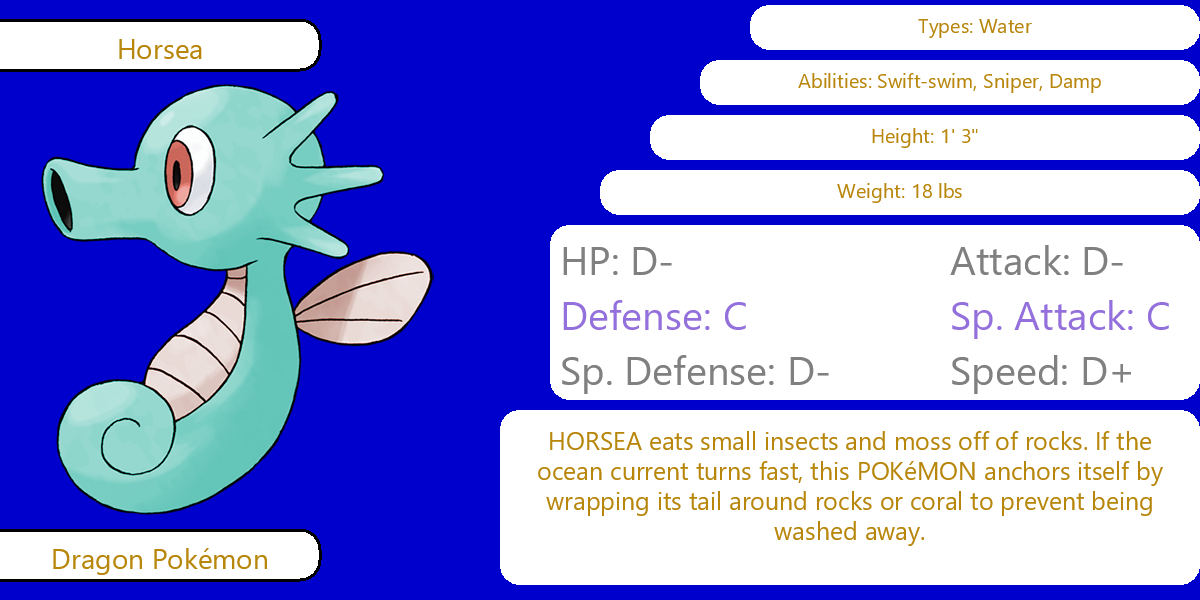 Horsea
Types: Water
Abilities: Swift-swim, Sniper, Damp
Height: 1' 3"
Weight: 18 lbs
HP: D-
Attack: D-
Defense: C
Sp. Attack: C
Sp. Defense: D-
Speed: D+
HORSEA eats small insects and moss off of rocks. If the
ocean current turns fast, this POKéMON anchors itself by
wrapping its tail around rocks or coral to prevent being
washed away.
Dragon Pokémon